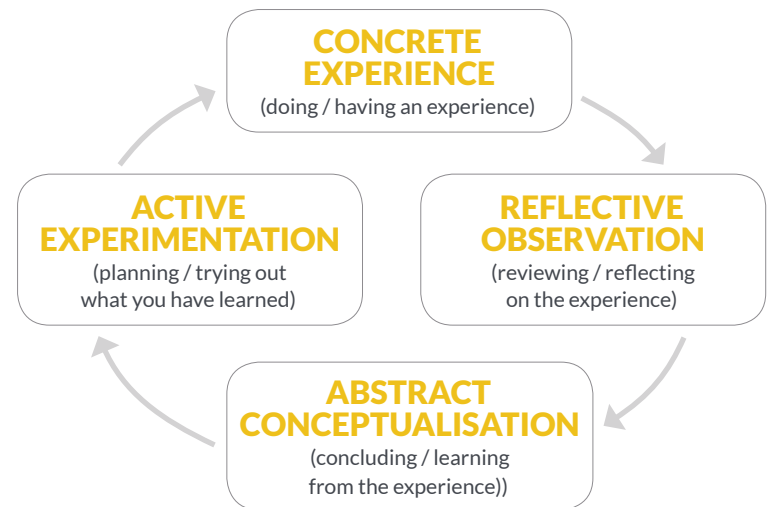 CONCRETE
EXPERIENCE
(doing / having an experience)
REFLECTIVE
OBSERVATION
(reviewing / reflecting
on the experience)
ABSTRACT
CONCEPTUALISATION
(concluding / learning
from the experience))
ACTIVE
EXPERIMENTATION
(planning / trying out
what you have learned)